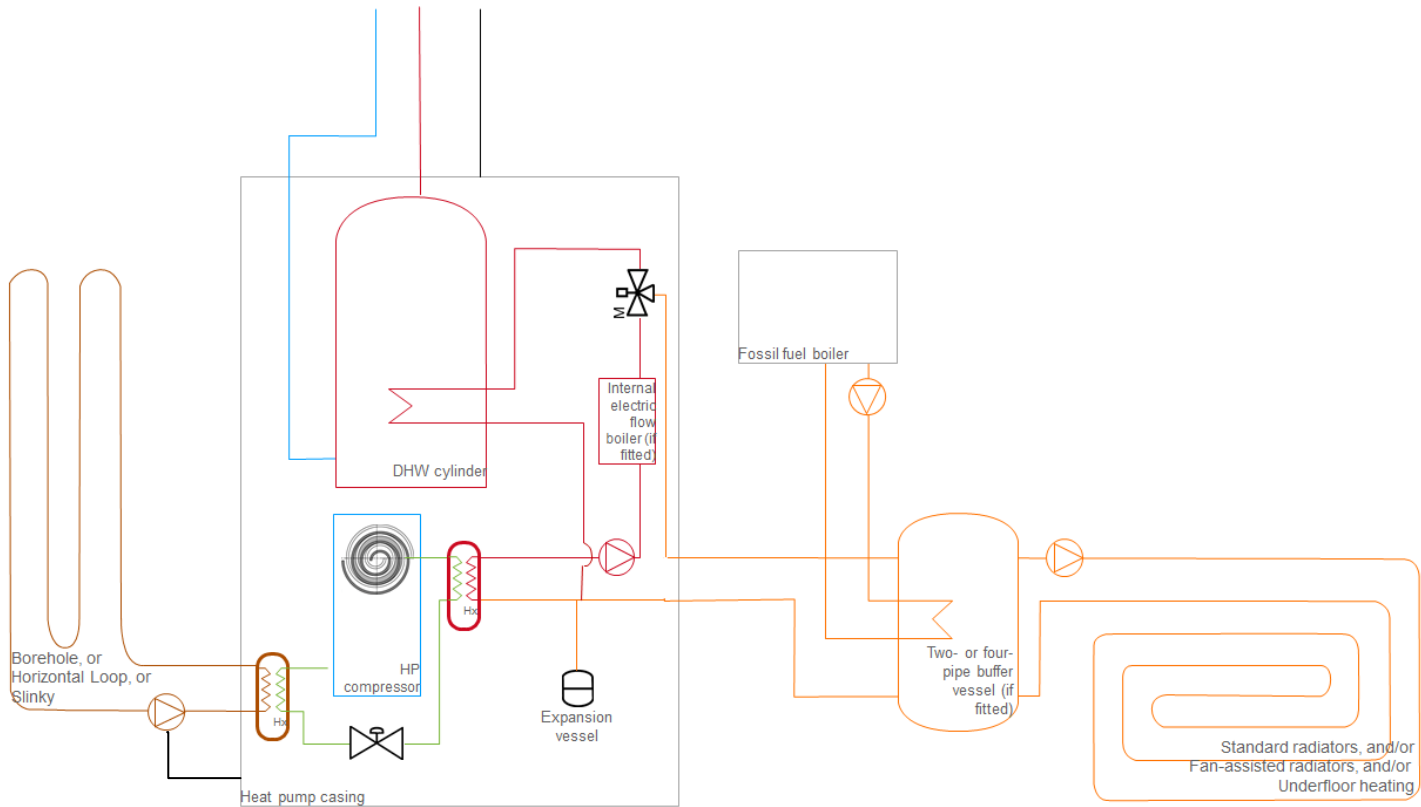 Fossil fuel boiler
M
Internal
electric
flow
boiler (if
fitted)
DHW cylinder
Hx
HP
compressor
Borehole, or
Horizontal Loop, or
Slinky
Hx
Expansion
vessel
Two- or four-
pipe buffer
vessel (if
fitted)
Standard radiators, and/or
Fan-assisted radiators, and/or
Underfloor heating
Heat pump casing